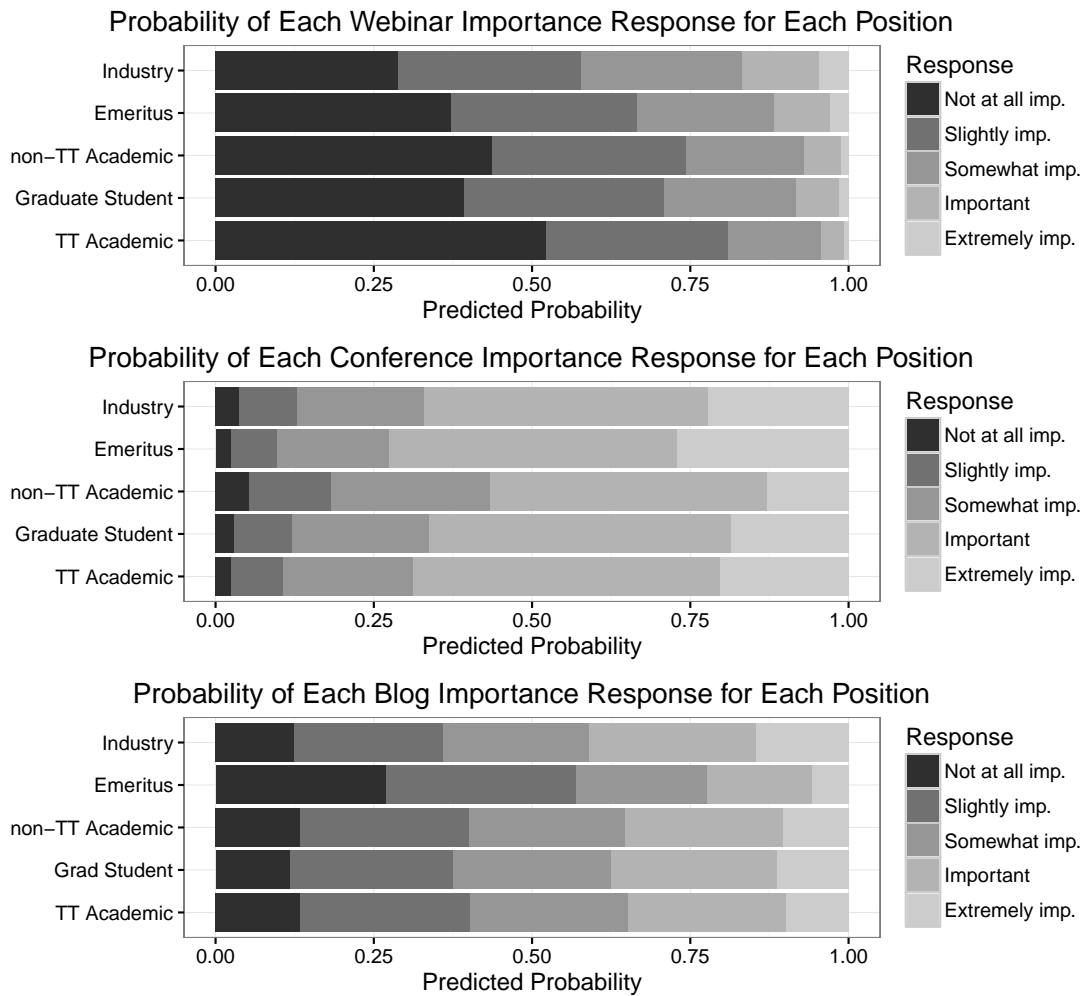 Probability of Each Webinar Importance Response for Each Position
Industry
Emeritus
non−TT Academic
Graduate Student
TT Academic
0.00 0.25 0.50 0.75 1.00
Predicted Probability
Response
Not at all imp.
Slightly imp.
Somewhat imp.
Important
Extremely imp.
Probability of Each Conference Importance Response for Each Position
Industry
Emeritus
non−TT Academic
Graduate Student
TT Academic
0.00 0.25 0.50 0.75 1.00
Predicted Probability
Response
Not at all imp.
Slightly imp.
Somewhat imp.
Important
Extremely imp.
Probability of Each Blog Importance Response for Each Position
Industry
Emeritus
non−TT Academic
Grad Student
TT Academic
0.00 0.25 0.50 0.75 1.00
Predicted Probability
Response
Not at all imp.
Slightly imp.
Somewhat imp.
Important
Extremely imp.